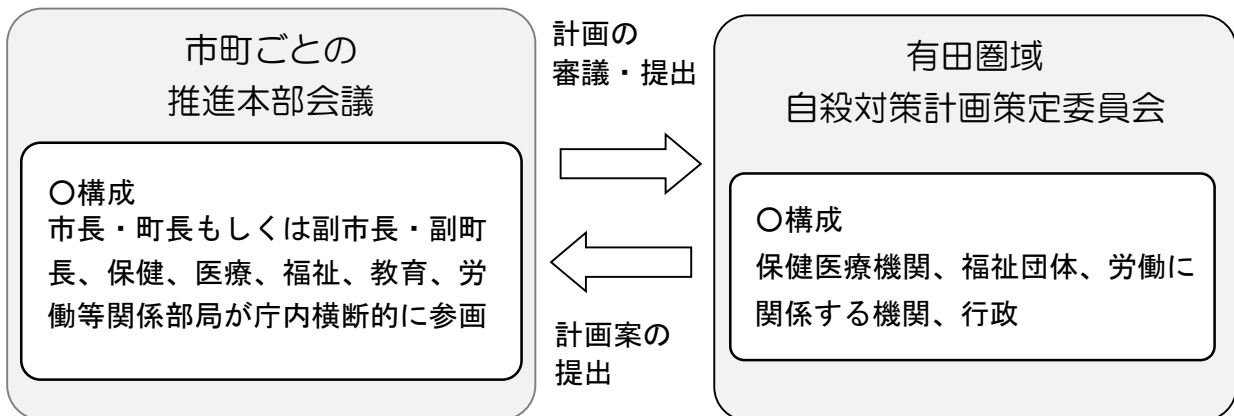 市町ごとの
推進本部会議
〇構成
市長・町長もしくは副市長・副町
長、保健、医療、福祉、教育、労
働等関係部局が庁内横断的に参画
計画の
審議・提出
計画案の
提出
有田圏域
自殺対策計画策定委員会
〇構成
保健医療機関、福祉団体、労働に
関係する機関、行政